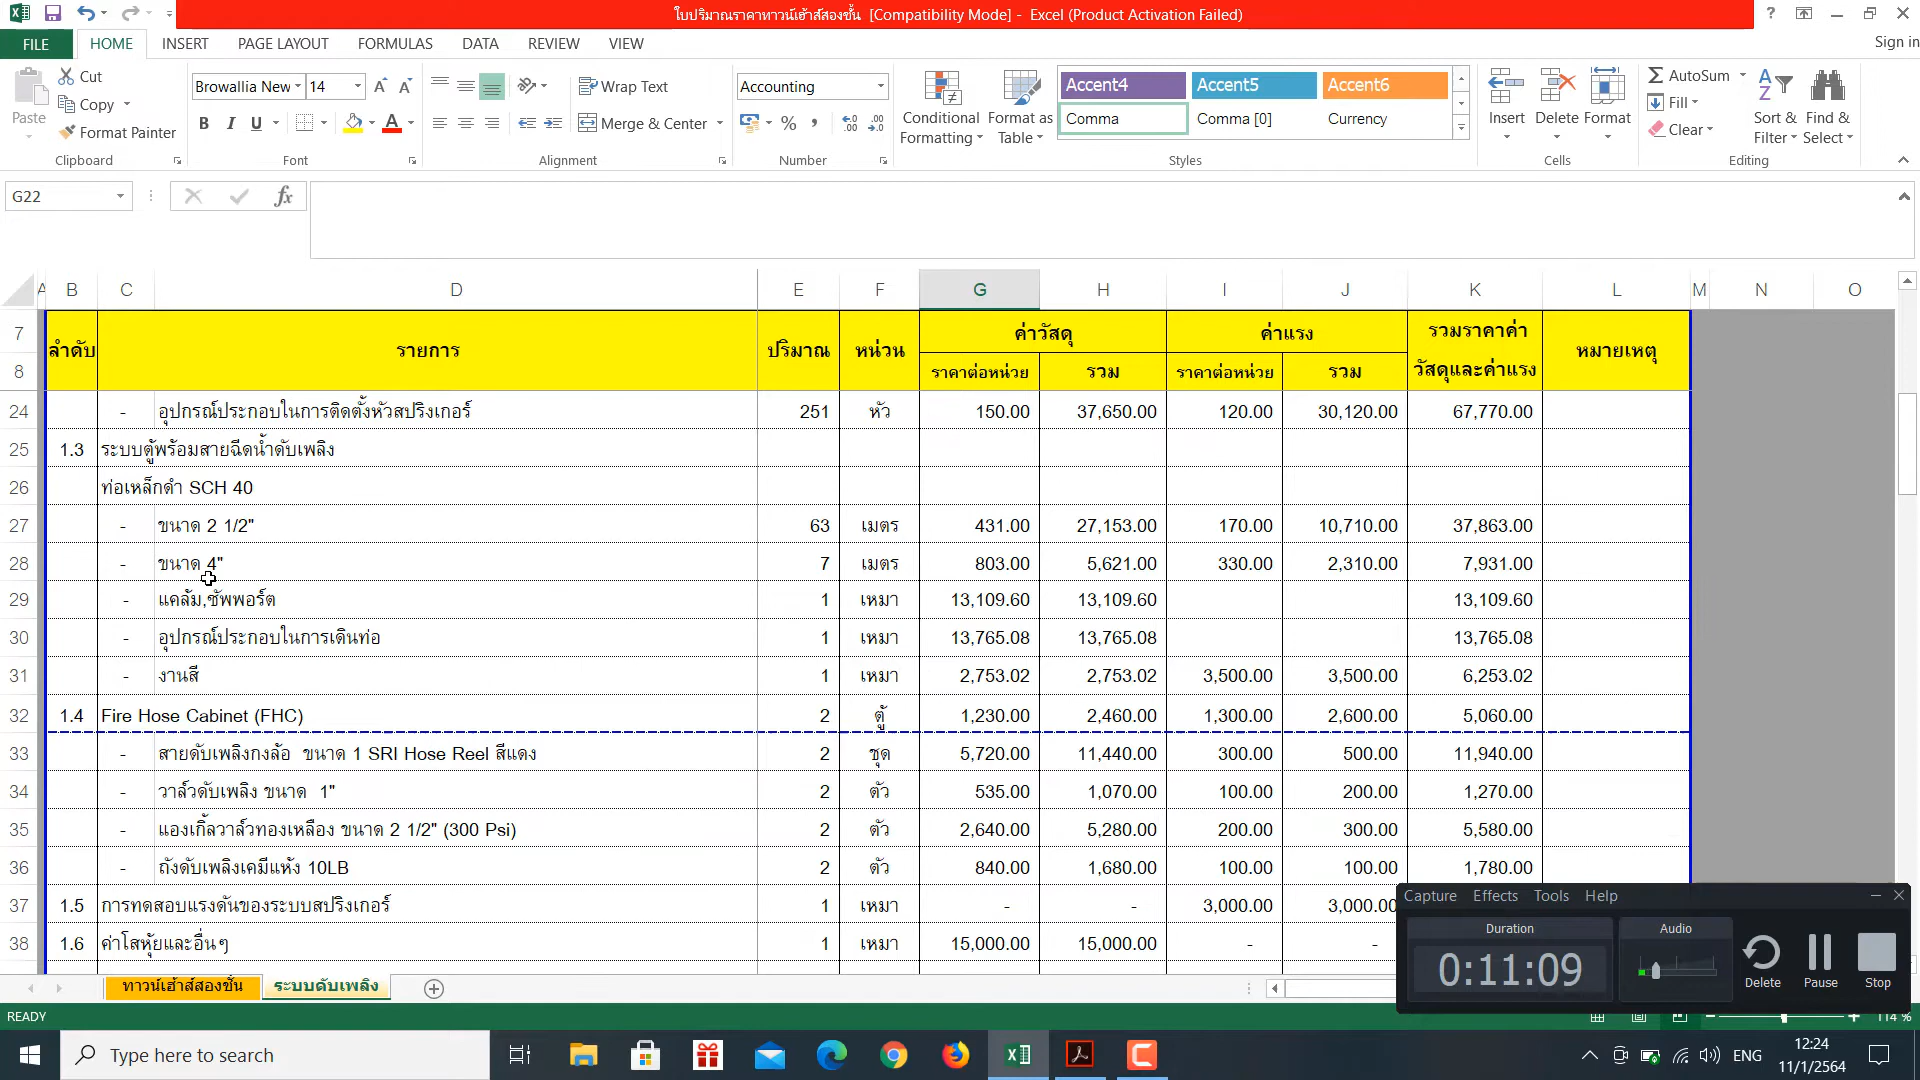 ใบปริมาณราคาทาวน์เฮ้าส์สองชั้น [Compatibility Mode] - Excel (Product Activation Failed)
FILE HOME INSERT PAGE LAYOUT FORMULAS DATA REVIEW VIEW Sign in
Cut
Copy
Format Painter
Paste
Clipboard
Browallia New 14
B I U
Font
Wrap Text
Merge & Center
Alignment
Accounting
Number
Conditional Formatting
Format as Table
Accent4 Accent5 Accent6
Comma Comma [0] Currency
Styles
Insert Delete Format
Cells
AutoSum
Fill
Clear
Sort & Filter
Find & Select
Editing
G22
A B C D E F G H I J K L M N O
7 ลำดับ รายการ ปริมาณ หน่วน ค่าวัสดุ ค่าแรง รวมราคาค่า หมายเหตุ
8 ราคาต่อหน่วย รวม ราคาต่อหน่วย รวม วัสดุและค่าแรง
24 - อุปกรณ์ประกอบในการติดตั้งหัวสปริงเกอร์ 251 หัว 150.00 37,650.00 120.00 30,120.00 67,770.00
25 1.3 ระบบตู้พร้อมสายฉีดน้ำดับเพลิง
26 ท่อเหล็กดำ SCH 40
27 - ขนาด 2 1/2" 63 เมตร 431.00 27,153.00 170.00 10,710.00 37,863.00
28 - ขนาด 4" 7 เมตร 803.00 5,621.00 330.00 2,310.00 7,931.00
29 - แคล้ม,ซัพพอร์ต 1 เหมา 13,109.60 13,109.60 13,109.60
30 - อุปกรณ์ประกอบในการเดินท่อ 1 เหมา 13,765.08 13,765.08 13,765.08
31 - งานสี 1 เหมา 2,753.02 2,753.02 3,500.00 3,500.00 6,253.02
32 1.4 Fire Hose Cabinet (FHC) 2 ตู้ 1,230.00 2,460.00 1,300.00 2,600.00 5,060.00
33 - สายดับเพลิงกงล้อ ขนาด 1 SRI Hose Reel สีแดง 2 ชุด 5,720.00 11,440.00 300.00 500.00 11,940.00
34 - วาล์วดับเพลิง ขนาด 1" 2 ตัว 535.00 1,070.00 100.00 200.00 1,270.00
35 - แองเกิ้ลวาล์วทองเหลือง ขนาด 2 1/2" (300 Psi) 2 ตัว 2,640.00 5,280.00 200.00 300.00 5,580.00
36 - ถังดับเพลิงเคมีแห้ง 10LB 2 ตัว 840.00 1,680.00 100.00 100.00 1,780.00
37 1.5 การทดสอบแรงดันของระบบสปริงเกอร์ 1 เหมา - - 3,000.00 3,000.00
38 1.6 ค่าโสหุ้ยและอื่นๆ 1 เหมา 15,000.00 15,000.00 - -
Capture Effects Tools Help
Duration Audio
0:11:09
Delete Pause Stop
ทาวน์เฮ้าส์สองชั้น ระบบดับเพลิง
READY
114 %
Type here to search
ENG
12:24
11/1/2564